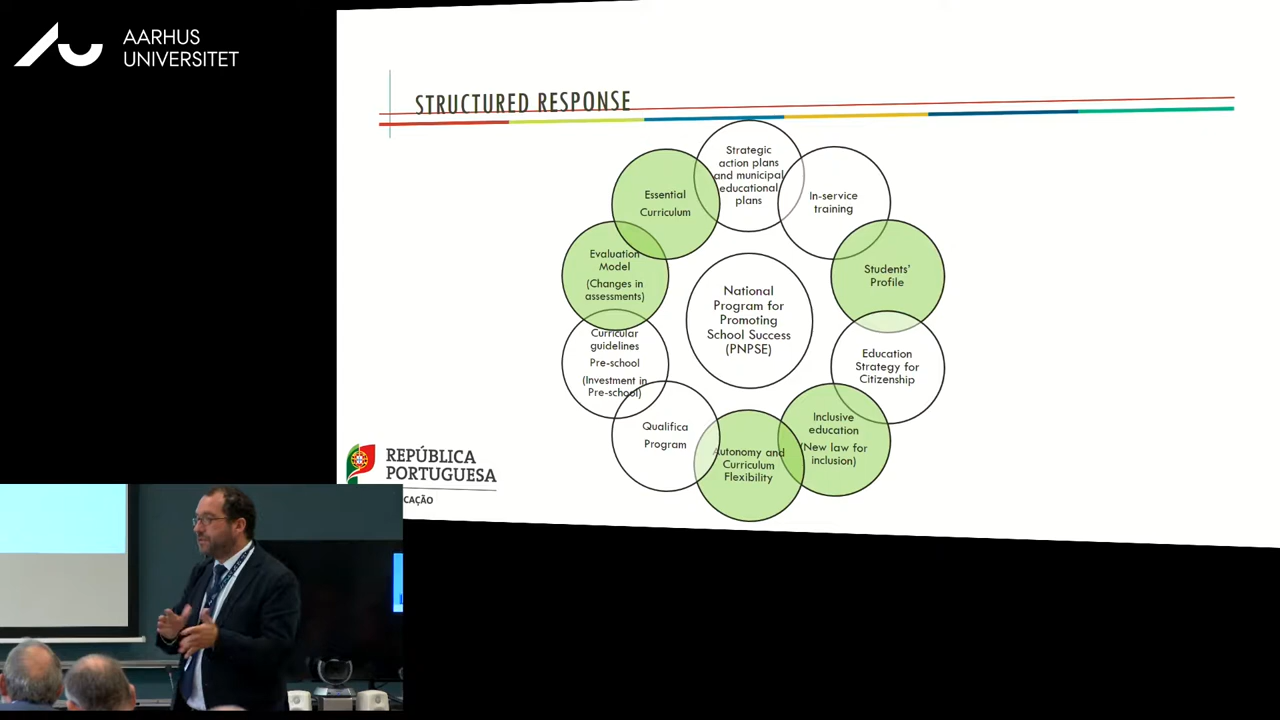 AARHUS
UNIVERSITET
STRUCTURED RESPONSE
Strategic
action plans
and municipal
educational
plans
In-service
training
Students'
Profile
Education
Strategy for
Citizenship
Inclusive
education
(New law for
inclusion)
Autonomy and
Curriculum
Flexibility
Qualifica
Program
Curricular
guidelines
Pre-school
(Investment in
Pre-school)
Evaluation
Model
(Changes in
assessments)
Essential
Curriculum
National
Program for
Promoting
School Success
(PNPSE)
REPÚBLICA
PORTUGUESA
CAÇÃO